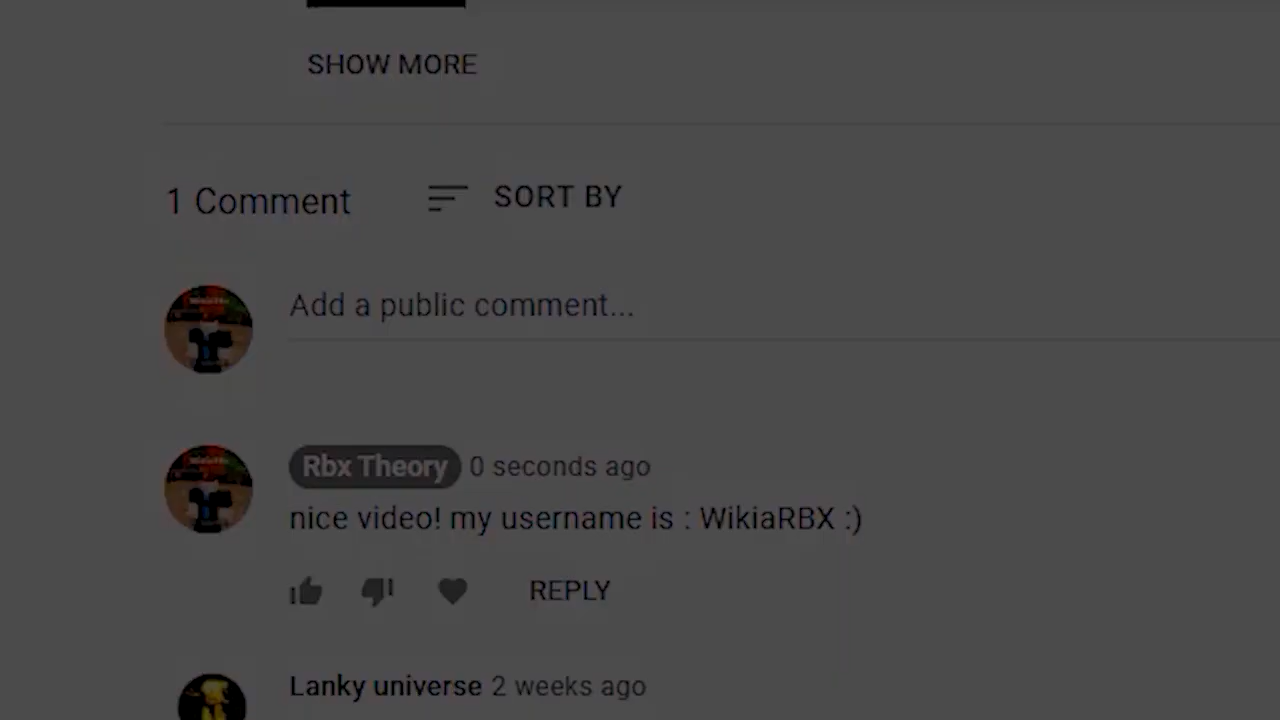 SHOW MORE
1 Comment
SORT BY
Add a public comment...
Rbx Theory 0 seconds ago
nice video! my username is : WikiaRBX :)
REPLY
Lanky universe 2 weeks ago